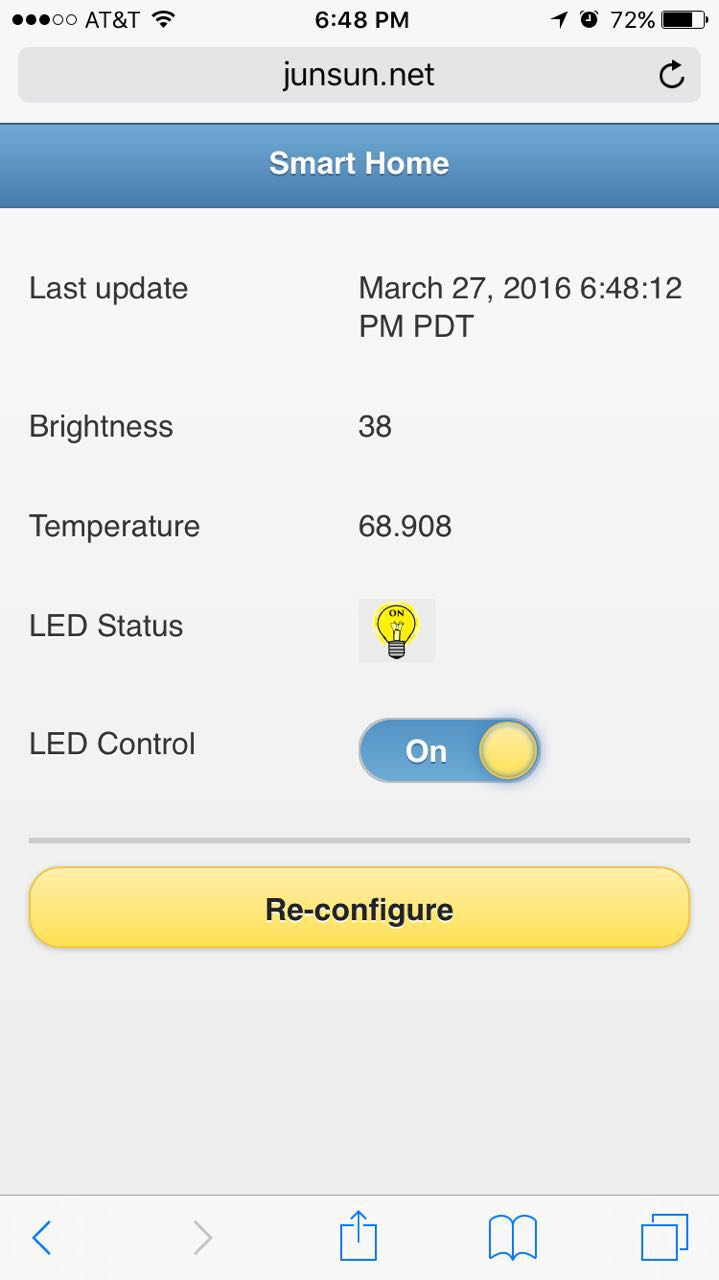 AT&T 6:48 PM 72%
junsun.net
Smart Home
Last update March 27, 2016 6:48:12
PM PDT
Brightness 38
Temperature 68.908
LED Status ON
LED Control On
Re-configure